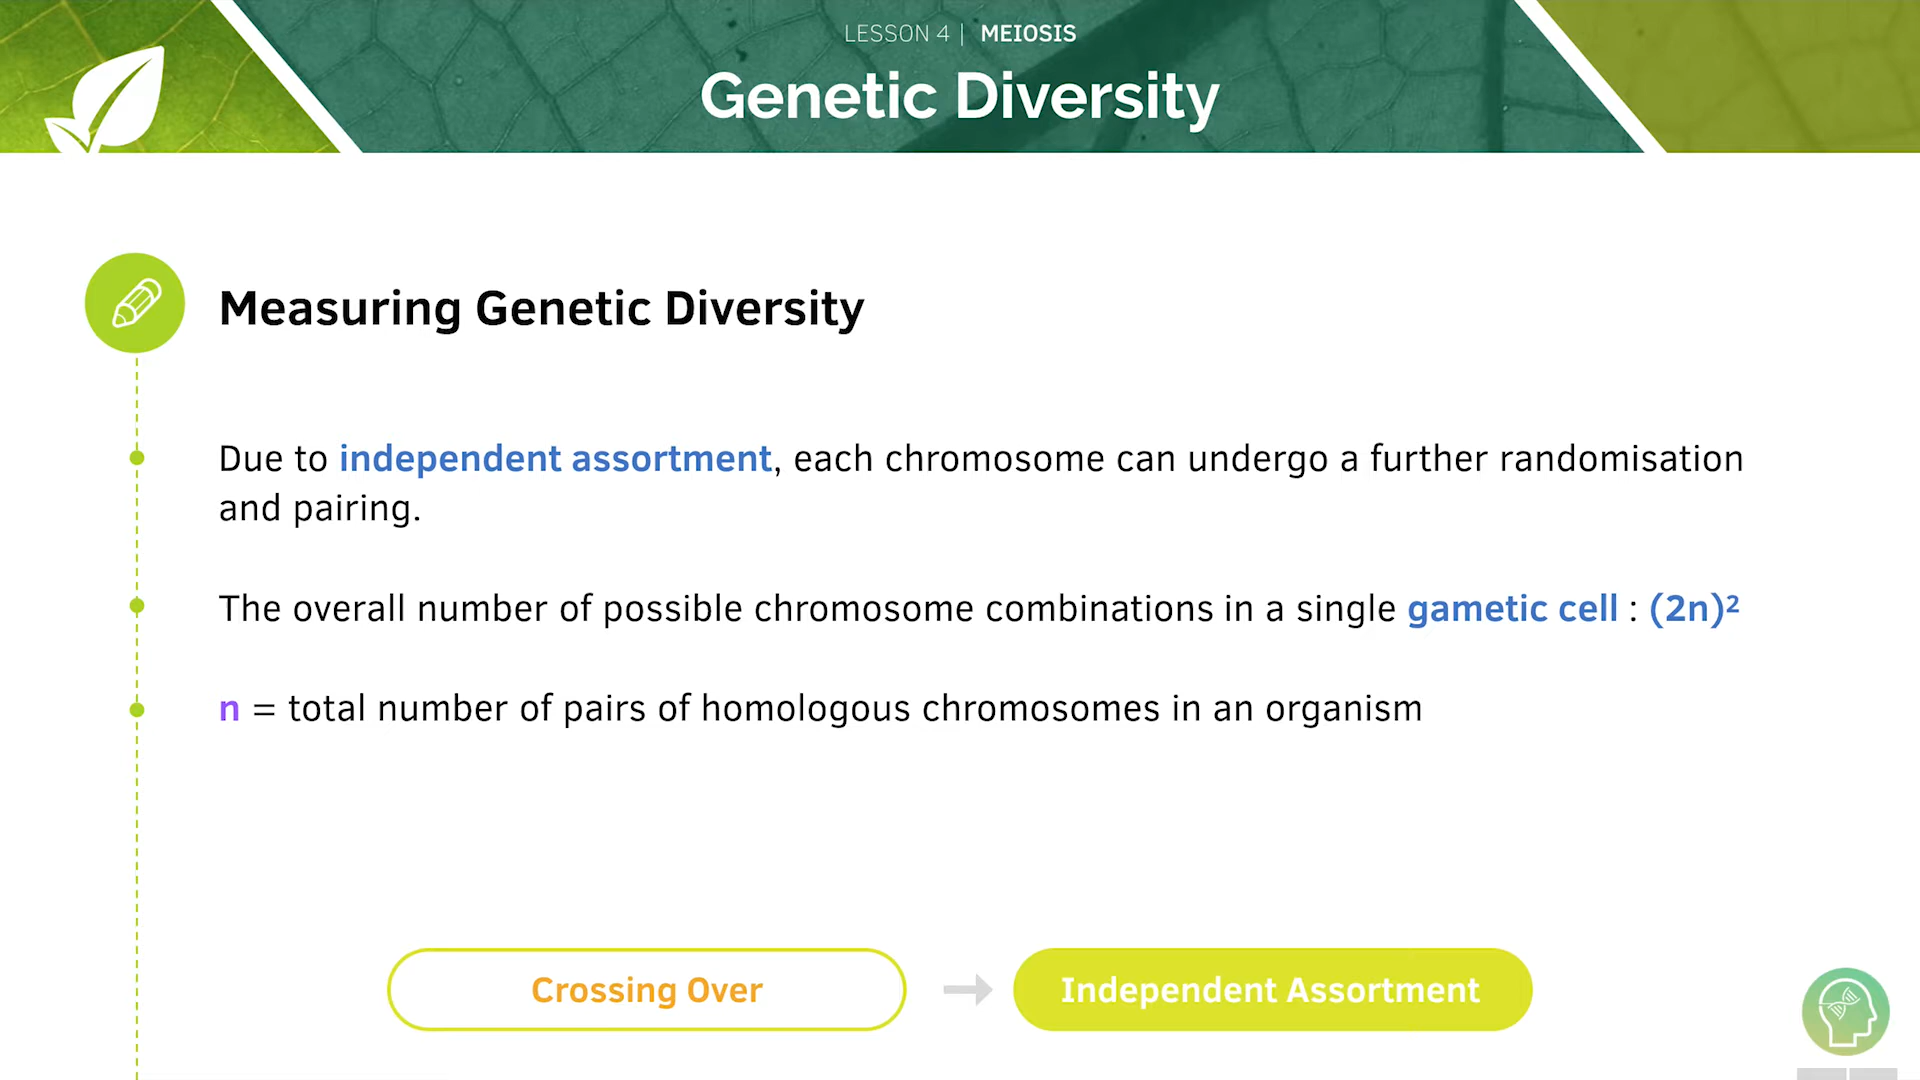 LESSON 4 | MEIOSIS
Genetic Diversity
Measuring Genetic Diversity
Due to independent assortment, each chromosome can undergo a further randomisation
and pairing.
The overall number of possible chromosome combinations in a single gametic cell : (2n)²
n = total number of pairs of homologous chromosomes in an organism
Crossing Over
Independent Assortment